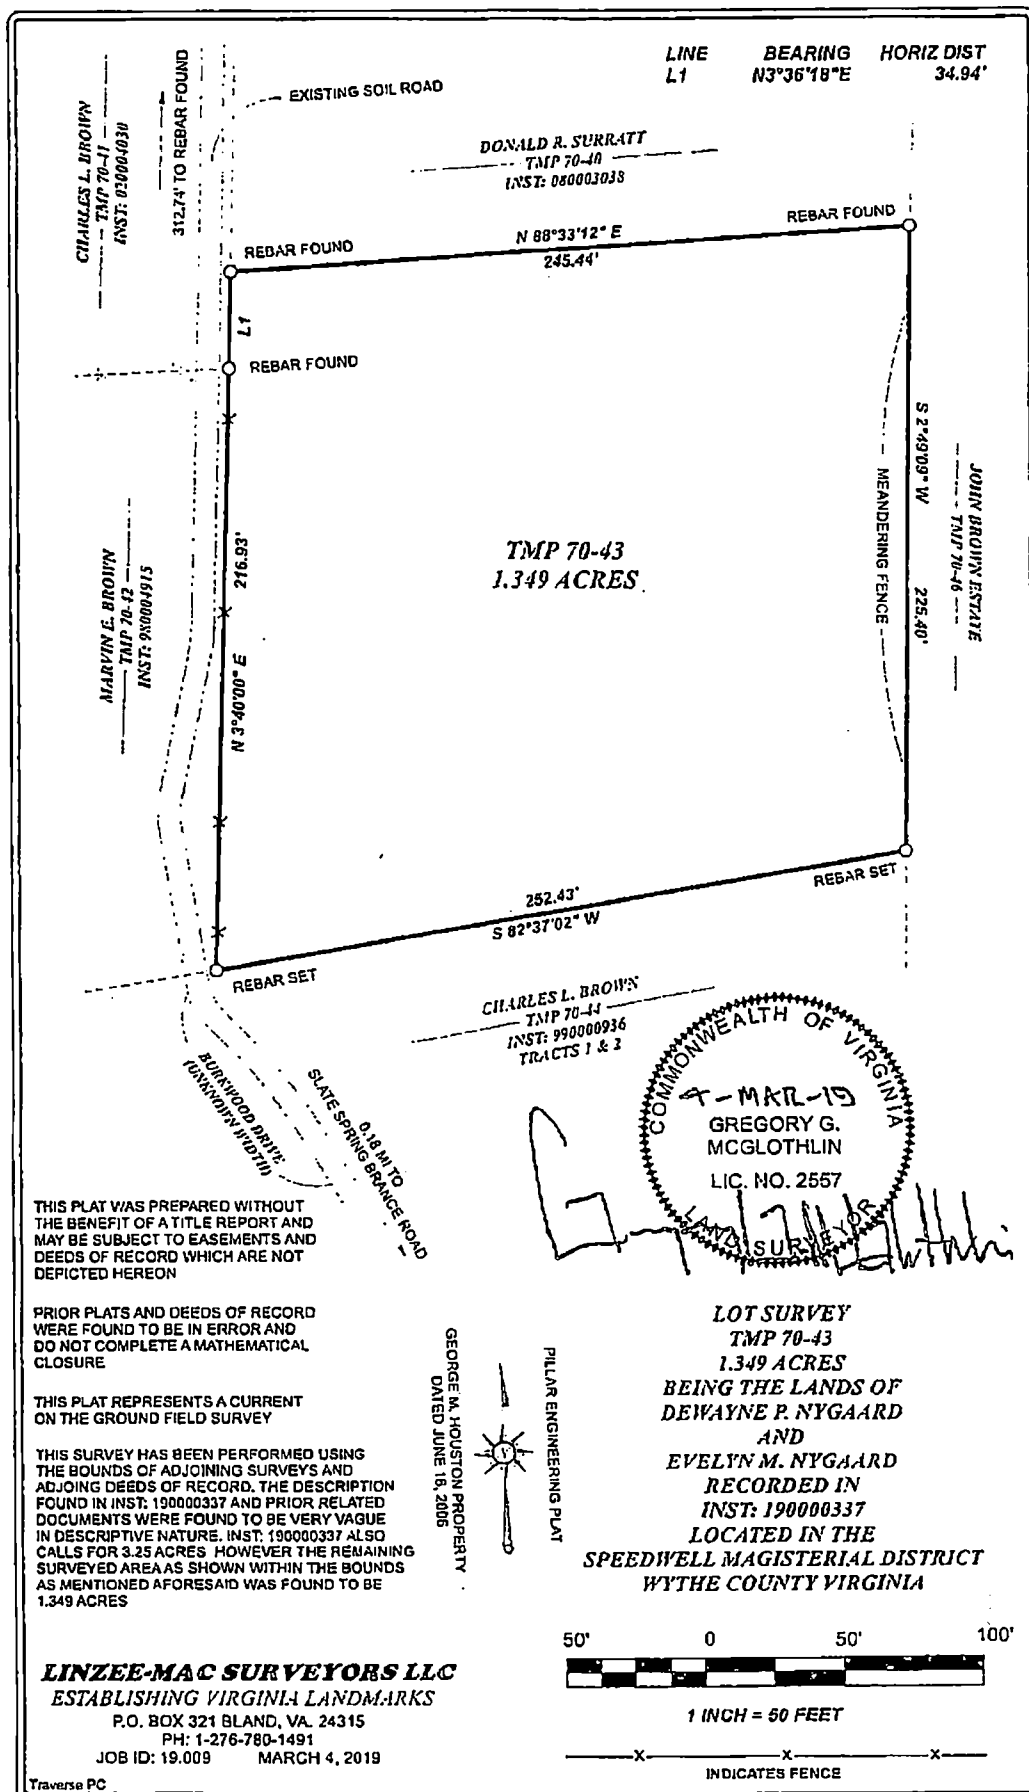 LINE BEARING HORIZ DIST
L1 N3°36'18"E 34.94'
EXISTING SOIL ROAD
CHARLES L. BROWN
TMP 70-41
INST: 020004030
312.74' TO REBAR FOUND
DONALD R. SURRATT
TMP 70-40
INST: 080003038
REBAR FOUND
N 88°33'12" E
245.44'
REBAR FOUND
L1
REBAR FOUND
MARVIN E. BROWN
TMP 70-42
INST: 980004915
216.93'
N 3°40'00" E
TMP 70-43
1.349 ACRES
MEANDERING FENCE
S 2°49'09" W
225.40'
JOHN BROWN ESTATE
TMP 70-46
252.43'
S 82°37'02" W
REBAR SET
REBAR SET
CHARLES L. BROWN
TMP 70-44
INST: 990000936
TRACTS 1 & 2
BURKWOOD DRIVE
(UNKNOWN WIDTH)
0.18 MI TO
SLATE SPRING BRANCE ROAD
COMMONWEALTH OF VIRGINIA
4-MAR-19
GREGORY G.
MCGLOTHLIN
LIC. NO. 2557
LAND SURVEYOR
THIS PLAT WAS PREPARED WITHOUT
THE BENEFIT OF A TITLE REPORT AND
MAY BE SUBJECT TO EASEMENTS AND
DEEDS OF RECORD WHICH ARE NOT
DEPICTED HEREON
PRIOR PLATS AND DEEDS OF RECORD
WERE FOUND TO BE IN ERROR AND
DO NOT COMPLETE A MATHEMATICAL
CLOSURE
THIS PLAT REPRESENTS A CURRENT
ON THE GROUND FIELD SURVEY
THIS SURVEY HAS BEEN PERFORMED USING
THE BOUNDS OF ADJOINING SURVEYS AND
ADJOING DEEDS OF RECORD. THE DESCRIPTION
FOUND IN INST: 190000337 AND PRIOR RELATED
DOCUMENTS WERE FOUND TO BE VERY VAGUE
IN DESCRIPTIVE NATURE. INST: 190000337 ALSO
CALLS FOR 3.25 ACRES HOWEVER THE REMAINING
SURVEYED AREA AS SHOWN WITHIN THE BOUNDS
AS MENTIONED AFORESAID WAS FOUND TO BE
1.349 ACRES
PILLAR ENGINEERING PLAT
GEORGE M. HOUSTON PROPERTY
DATED JUNE 16, 2006
LOT SURVEY
TMP 70-43
1.349 ACRES
BEING THE LANDS OF
DEWAYNE P. NYGAARD
AND
EVELYN M. NYGAARD
RECORDED IN
INST: 190000337
LOCATED IN THE
SPEEDWELL MAGISTERIAL DISTRICT
WYTHE COUNTY VIRGINIA
LINZEE-MAC SURVEYORS LLC
ESTABLISHING VIRGINIA LANDMARKS
P.O. BOX 321 BLAND, VA. 24315
PH: 1-276-780-1491
JOB ID: 19.009 MARCH 4, 2019
50' 0 50' 100'
1 INCH = 50 FEET
X X X
INDICATES FENCE
Traverse PC